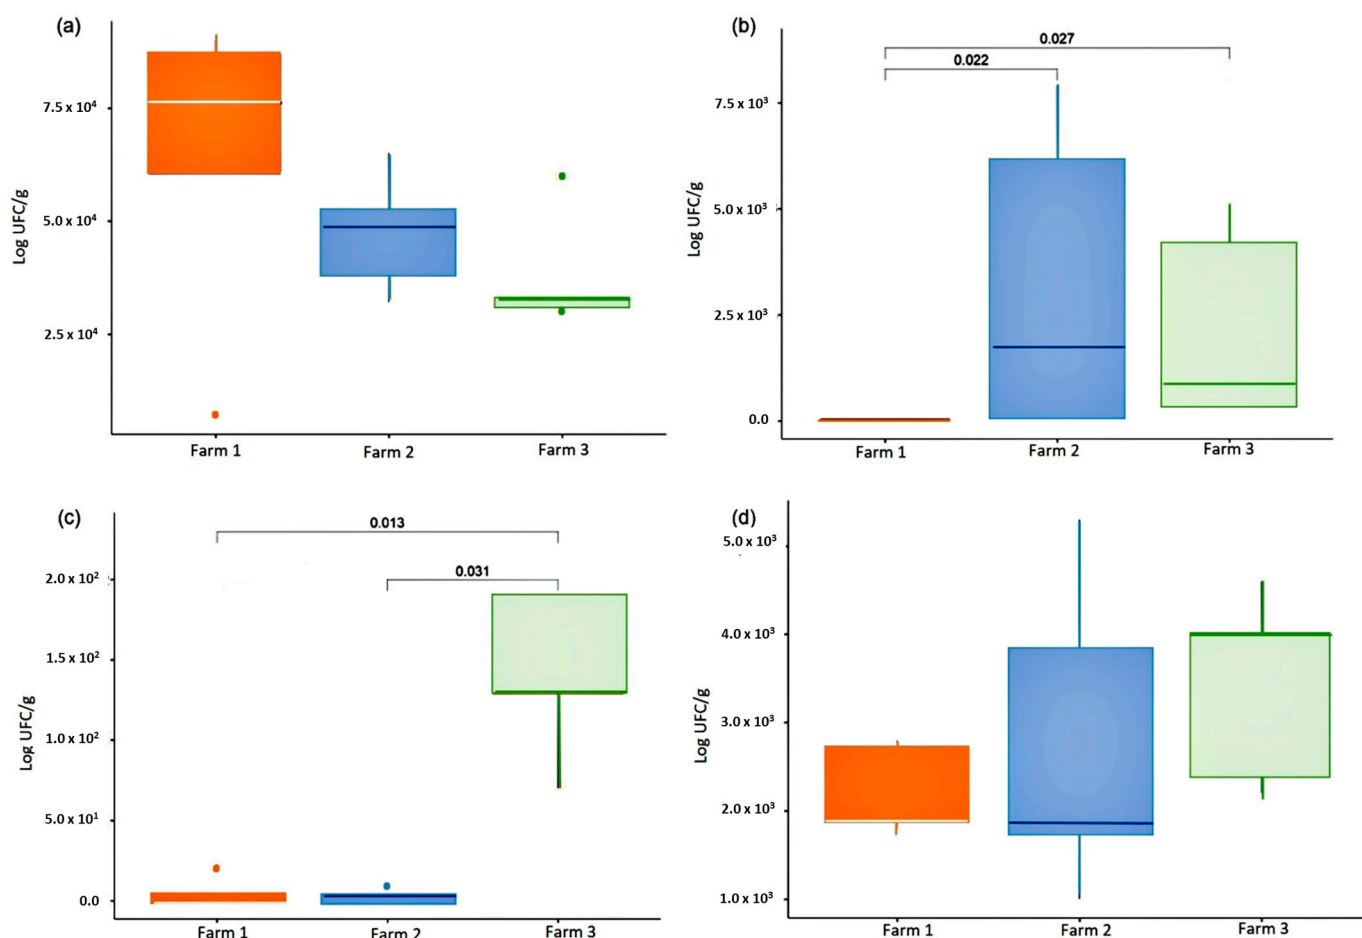 (a)
Log UFC/g
7.5 x 10⁴
5.0 x 10⁴
2.5 x 10⁴
Farm 1
Farm 2
Farm 3
(b)
0.027
0.022
Log UFC/g
7.5 x 10³
5.0 x 10³
2.5 x 10³
0.0
Farm 1
Farm 2
Farm 3
(c)
0.013
0.031
Log UFC/g
2.0 x 10²
1.5 x 10²
1.0 x 10²
5.0 x 10¹
0.0
Farm 1
Farm 2
Farm 3
(d)
Log UFC/g
5.0 x 10³
4.0 x 10³
3.0 x 10³
2.0 x 10³
1.0 x 10³
Farm 1
Farm 2
Farm 3